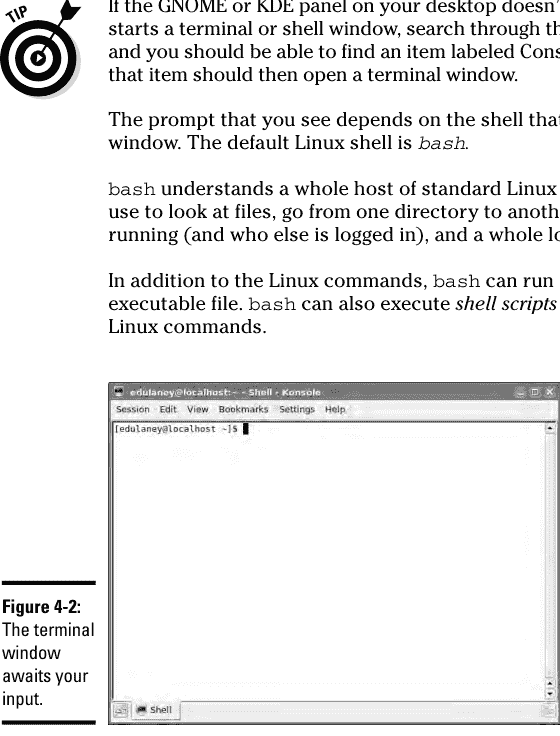 TIP
If the GNOME or KDE panel on your desktop doesn'
starts a terminal or shell window, search through th
and you should be able to find an item labeled Cons
that item should then open a terminal window.
The prompt that you see depends on the shell that
window. The default Linux shell is bash.
bash understands a whole host of standard Linux
use to look at files, go from one directory to anoth
running (and who else is logged in), and a whole lo
In addition to the Linux commands, bash can run
executable file. bash can also execute shell scripts
Linux commands.
edulaney@localhost:~ - Shell - Konsole
Session Edit View Bookmarks Settings Help
[edulaney@localhost ~]$
Shell
Figure 4-2:
The terminal
window
awaits your
input.